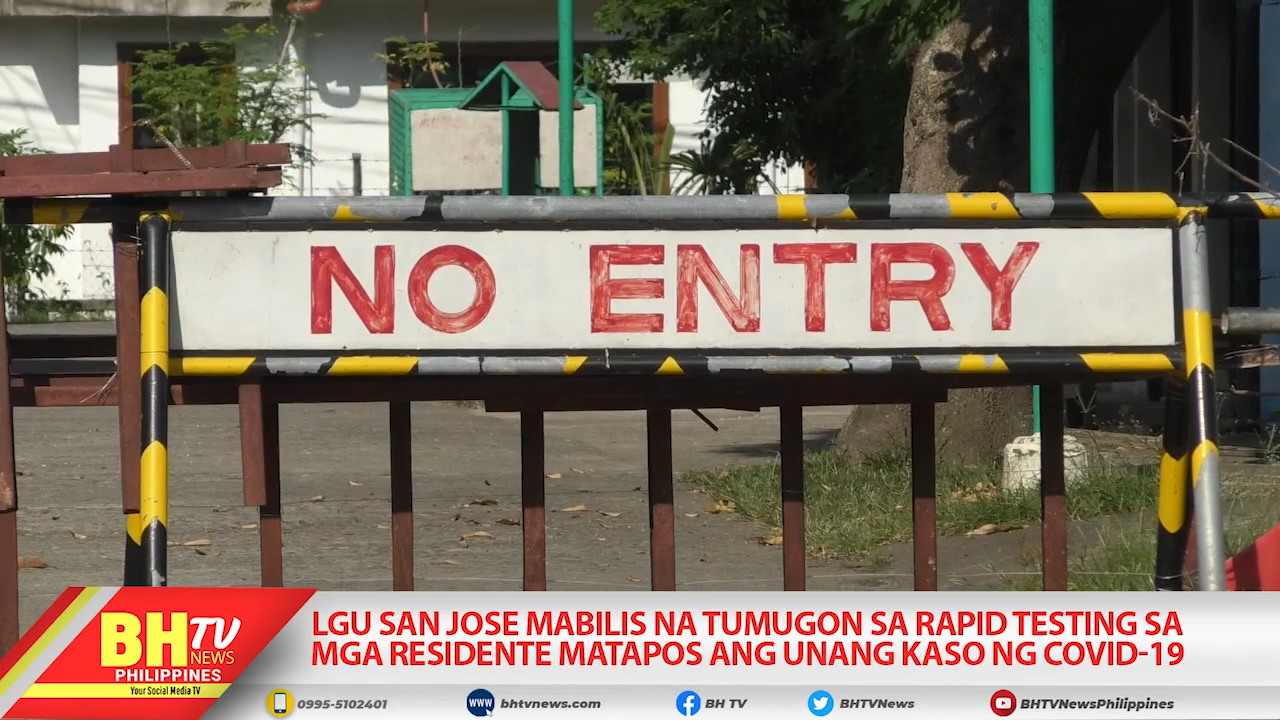 NO ENTRY
LGU SAN JOSE MABILIS NA TUMUGON SA RAPID TESTING SA
MGA RESIDENTE MATAPOS ANG UNANG KASO NG COVID-19
BH TV
NEWS
PHILIPPINES
Your Social Media TV
0995-5102401
WWW bhtvnews.com
BH TV
BHTVNews
BHTVNewsPhilippines